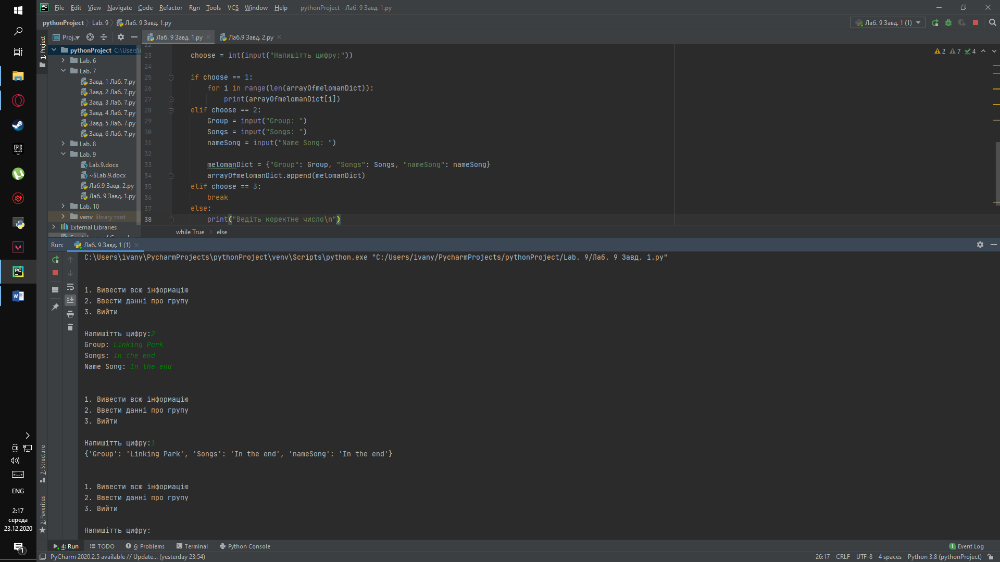 File Edit View Navigate Code Refactor Run Tools VCS Window Help pythonProject - Лаб. 9 Завд. 1.py
pythonProject Lab. 9 Лаб. 9 Завд. 1.py
Лаб. 9 Завд. 1 (1)
1: Project
Proj..
Лаб. 9 Завд. 1.py
Лаб.9 Завд. 2.py
pythonProject C:\Users\i
Lab. 6
Lab. 7
Завд. 1 Лаб. 7.py
Завд. 2 Лаб. 7.py
Завд. 3 Лаб. 7.py
Завд. 4 Лаб. 7.py
Завд. 5 Лаб. 7.py
Завд. 6 Лаб. 7.py
Lab. 8
Lab. 9
Lab.9.docx
~$Lab.9.docx
Лаб.9 Завд. 2.py
Лаб. 9 Завд. 1.py
Lab. 10
venv library root
External Libraries
22
23 choose = int(input("Напишітть цифру:"))
24
25 if choose == 1:
26 for i in range(len(arrayOfmelomanDict)):
27 print(arrayOfmelomanDict[i])
28 elif choose == 2:
29 Group = input("Group: ")
30 Songs = input("Songs: ")
31 nameSong = input("Name Song: ")
32
33 melomanDict = {"Group": Group, "Songs": Songs, "nameSong": nameSong}
34 arrayOfmelomanDict.append(melomanDict)
35 elif choose == 3:
36 break
37 else:
38 print("Ведіть коректне число\n")
2 7 4
while True else
Run: Лаб. 9 Завд. 1 (1)
C:\Users\ivany\PycharmProjects\pythonProject\venv\Scripts\python.exe "C:/Users/ivany/PycharmProjects/pythonProject/Lab. 9/Лаб. 9 Завд. 1.py"
1. Вивести всю інформацію
2. Ввести данні про групу
3. Вийти
Напишітть цифру:2
Group: Linking Park
Songs: In the end
Name Song: In the end
1. Вивести всю інформацію
2. Ввести данні про групу
3. Вийти
Напишітть цифру:1
{'Group': 'Linking Park', 'Songs': 'In the end', 'nameSong': 'In the end'}
1. Вивести всю інформацію
2. Ввести данні про групу
3. Вийти
Напишітть цифру:
7: Structure
2: Favorites
4: Run TODO 6: Problems Terminal Python Console 1 Event Log
PyCharm 2020.2.5 available // Update... (yesterday 23:54) 26:17 CRLF UTF-8 4 spaces Python 3.8 (pythonProject)
PC
EPIC
GAMES
PC
W
ENG
2:17
середа
23.12.2020
1